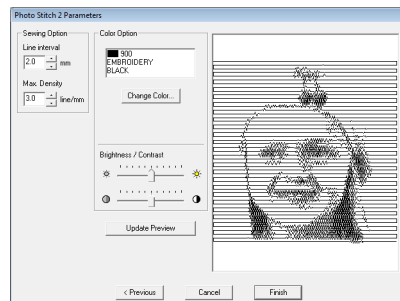 Photo Stitch 2 Parameters
Sewing Option
Line interval
2.0 mm
Max. Density
3.0 line/mm
Color Option
900
EMBROIDERY
BLACK
Change Color...
Brightness / Contrast
Update Preview
< Previous
Cancel
Finish